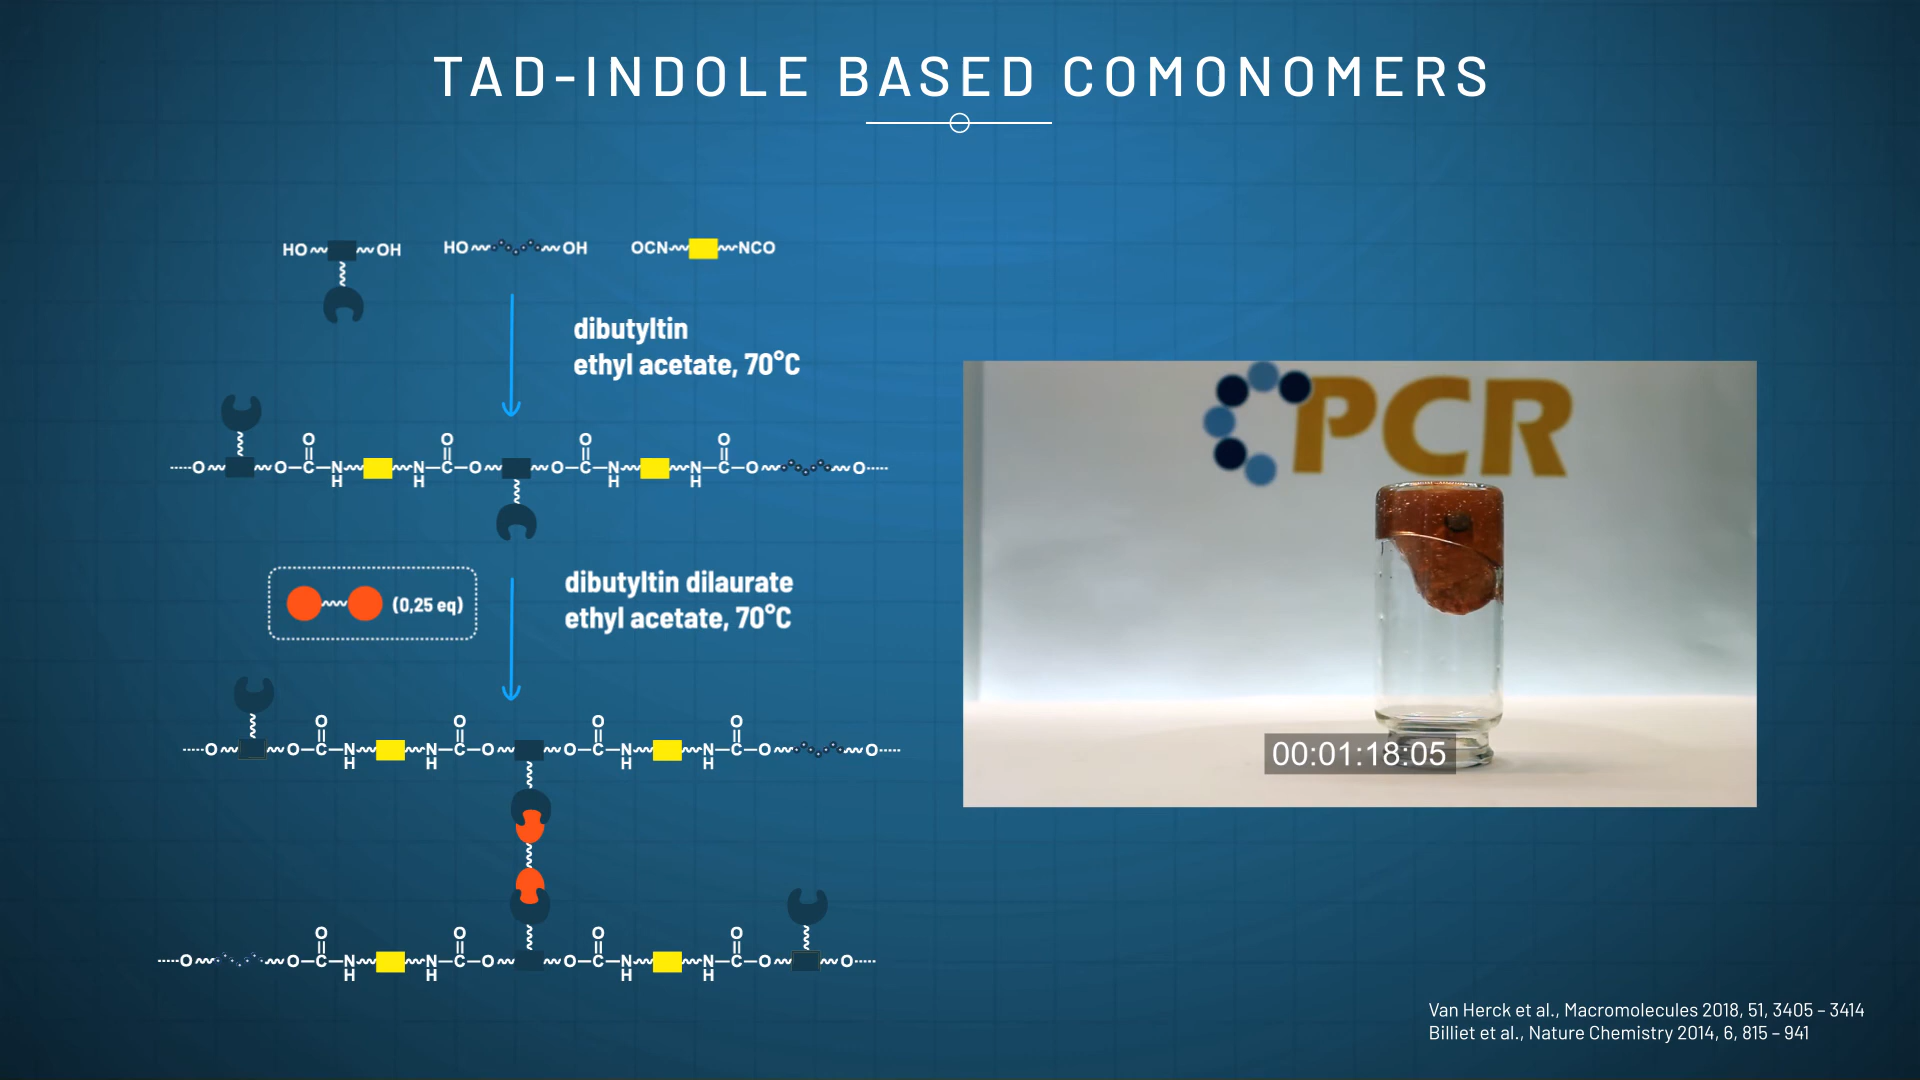 TAD-INDOLE BASED COMONOMERS
HO OH HO OH OCN NCO
dibutyltin
ethyl acetate, 70°C
O O O O
O O C N N C O O C N N C O O
H H H H
(0,25 eq)
dibutyltin dilaurate
ethyl acetate, 70°C
O O O O
O O C N N C O O C N N C O O
H H H H
O O O O
O O C N N C O O C N N C O O
H H H H
PCR
00:01:18:05
Van Herck et al., Macromolecules 2018, 51, 3405 – 3414
Billiet et al., Nature Chemistry 2014, 6, 815 – 941